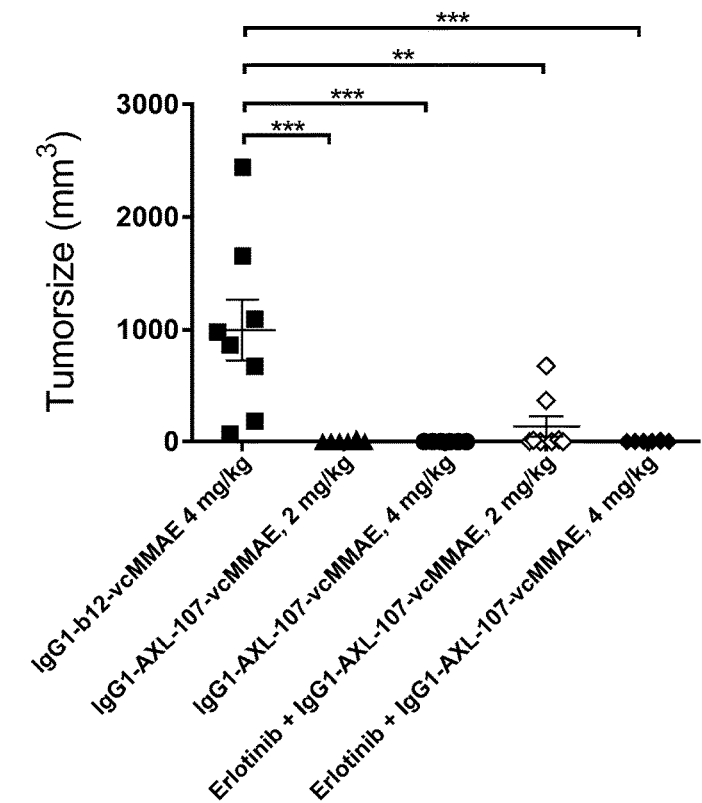 ***
**
***
***
3000
2000
1000
0
Tumorsize (mm³)
IgG1-b12-vcMMAE 4 mg/kg
IgG1-AXL-107-vcMMAE, 2 mg/kg
IgG1-AXL-107-vcMMAE, 4 mg/kg
Erlotinib + IgG1-AXL-107-vcMMAE, 2 mg/kg
Erlotinib + IgG1-AXL-107-vcMMAE, 4 mg/kg